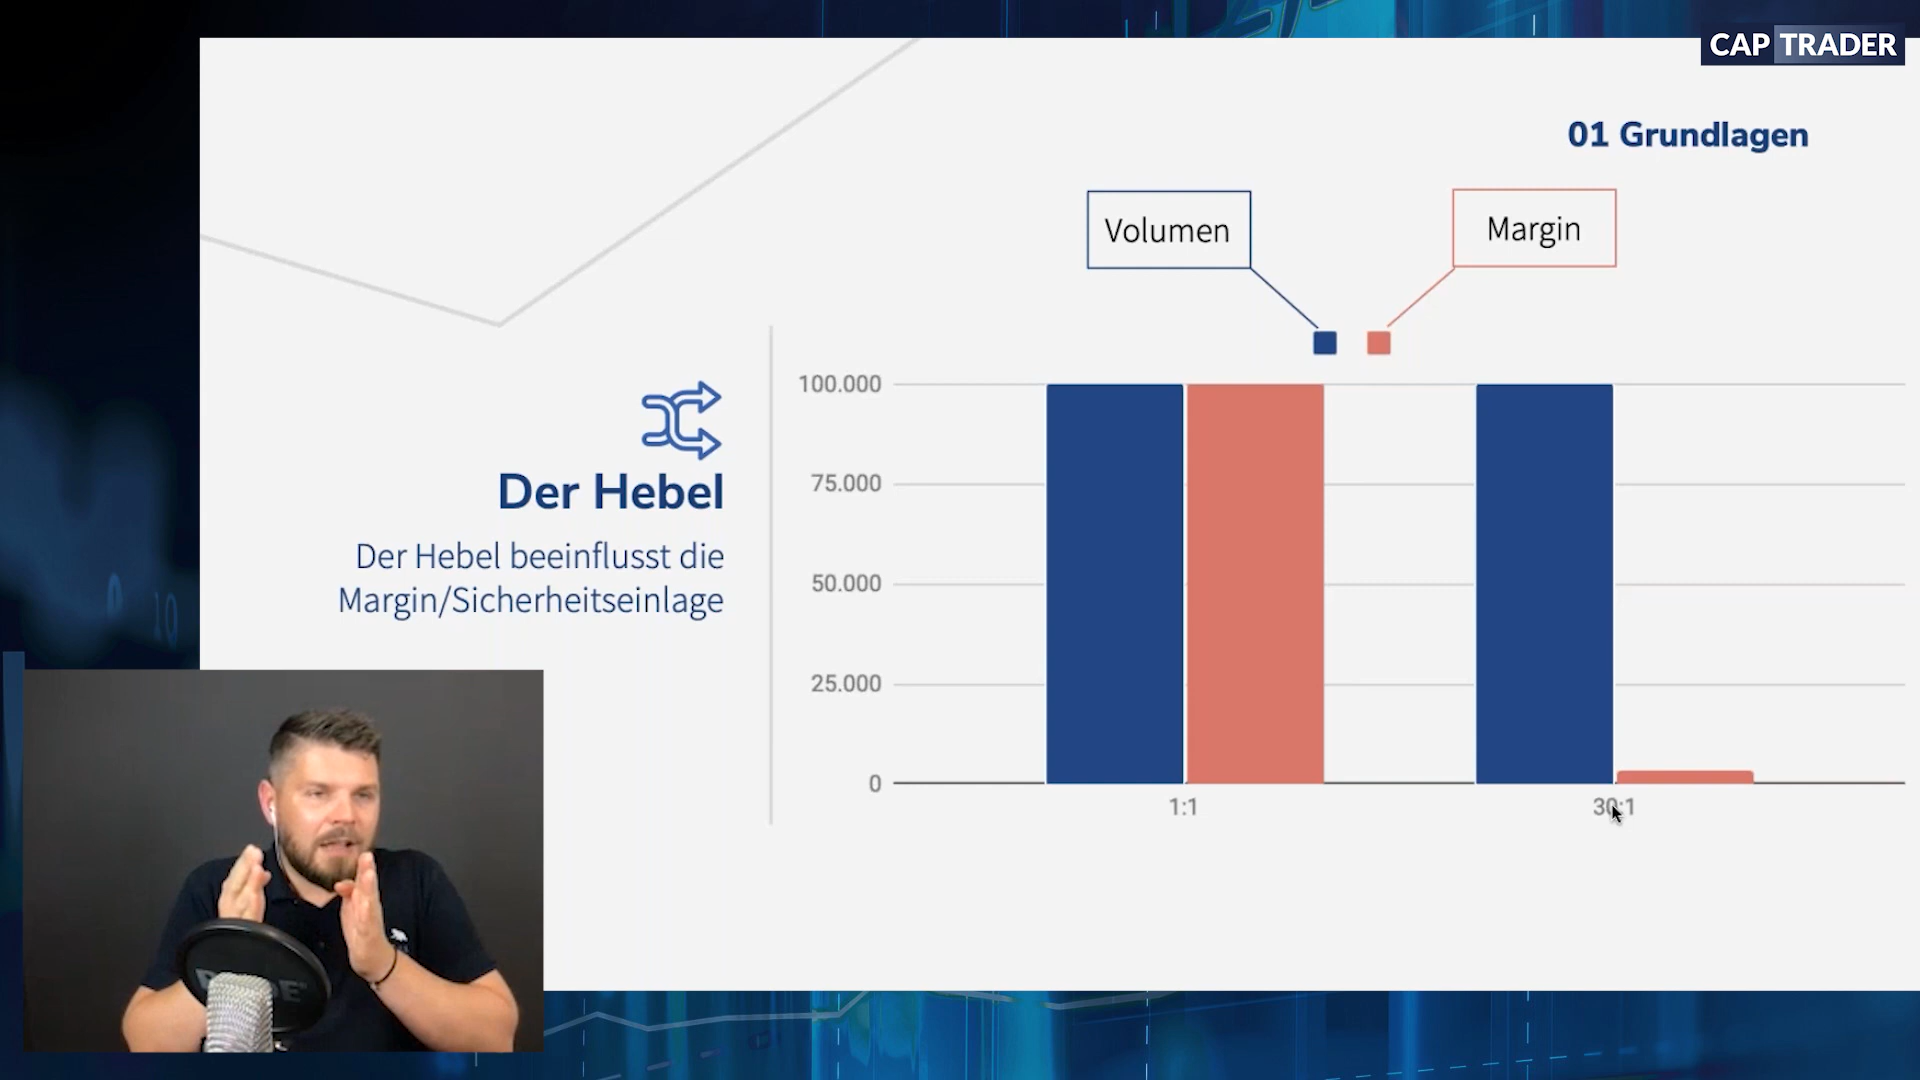 CAP TRADER
01 Grundlagen
Volumen
Margin
Der Hebel
Der Hebel beeinflusst die
Margin/Sicherheitseinlage
100.000
75.000
50.000
25.000
0
1:1
30:1